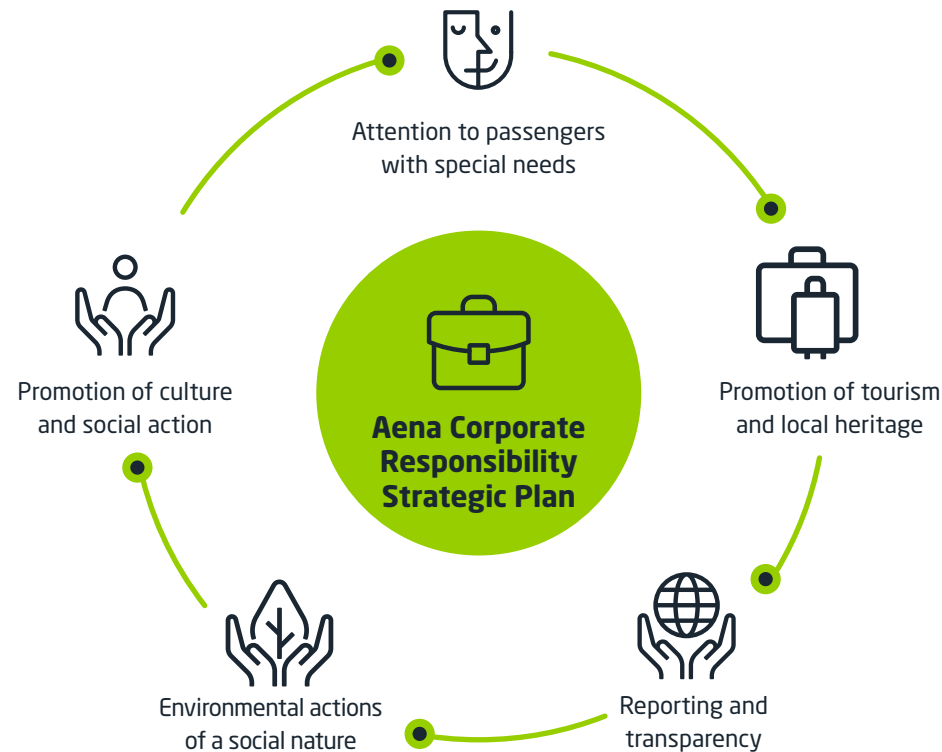 Attention to passengers
with special needs
Promotion of culture
and social action
Aena Corporate
Responsibility
Strategic Plan
Promotion of tourism
and local heritage
Environmental actions
of a social nature
Reporting and
transparency